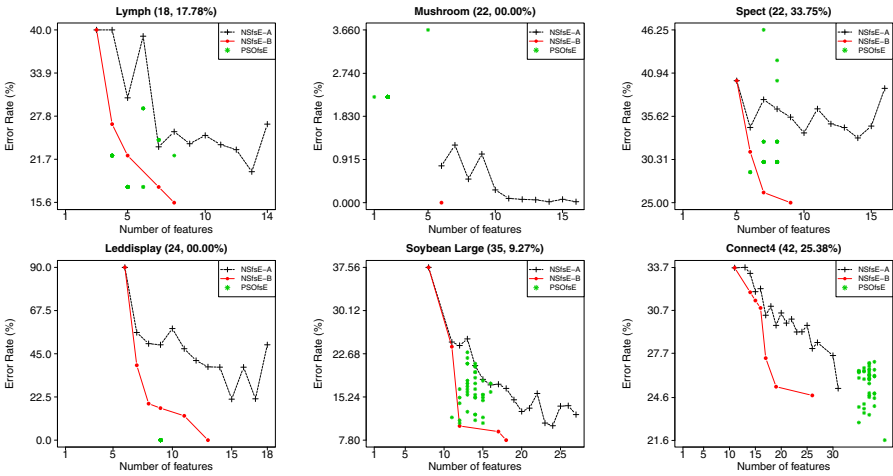 Lymph (18, 17.78%)
Error Rate (%)
40.0
33.9
27.8
21.7
15.6
1
5
10
14
Number of features
NSfsE-A
NSfsE-B
PSOfsE
Mushroom (22, 00.00%)
Error Rate (%)
3.660
2.740
1.830
0.915
0.000
1
5
10
15
Number of features
NSfsE-A
NSfsE-B
PSOfsE
Spect (22, 33.75%)
Error Rate (%)
46.25
40.94
35.62
30.31
25.00
1
5
10
15
Number of features
NSfsE-A
NSfsE-B
PSOfsE
Leddisplay (24, 00.00%)
Error Rate (%)
90.0
67.5
45.0
22.5
0.0
1
5
10
15
18
Number of features
NSfsE-A
NSfsE-B
PSOfsE
Soybean Large (35, 9.27%)
Error Rate (%)
37.56
30.12
22.68
15.24
7.80
1
5
10
15
20
25
Number of features
NSfsE-A
NSfsE-B
PSOfsE
Connect4 (42, 25.38%)
Error Rate (%)
33.7
30.7
27.7
24.6
21.6
1
5
10
15
20
25
30
Number of features
NSfsE-A
NSfsE-B
PSOfsE